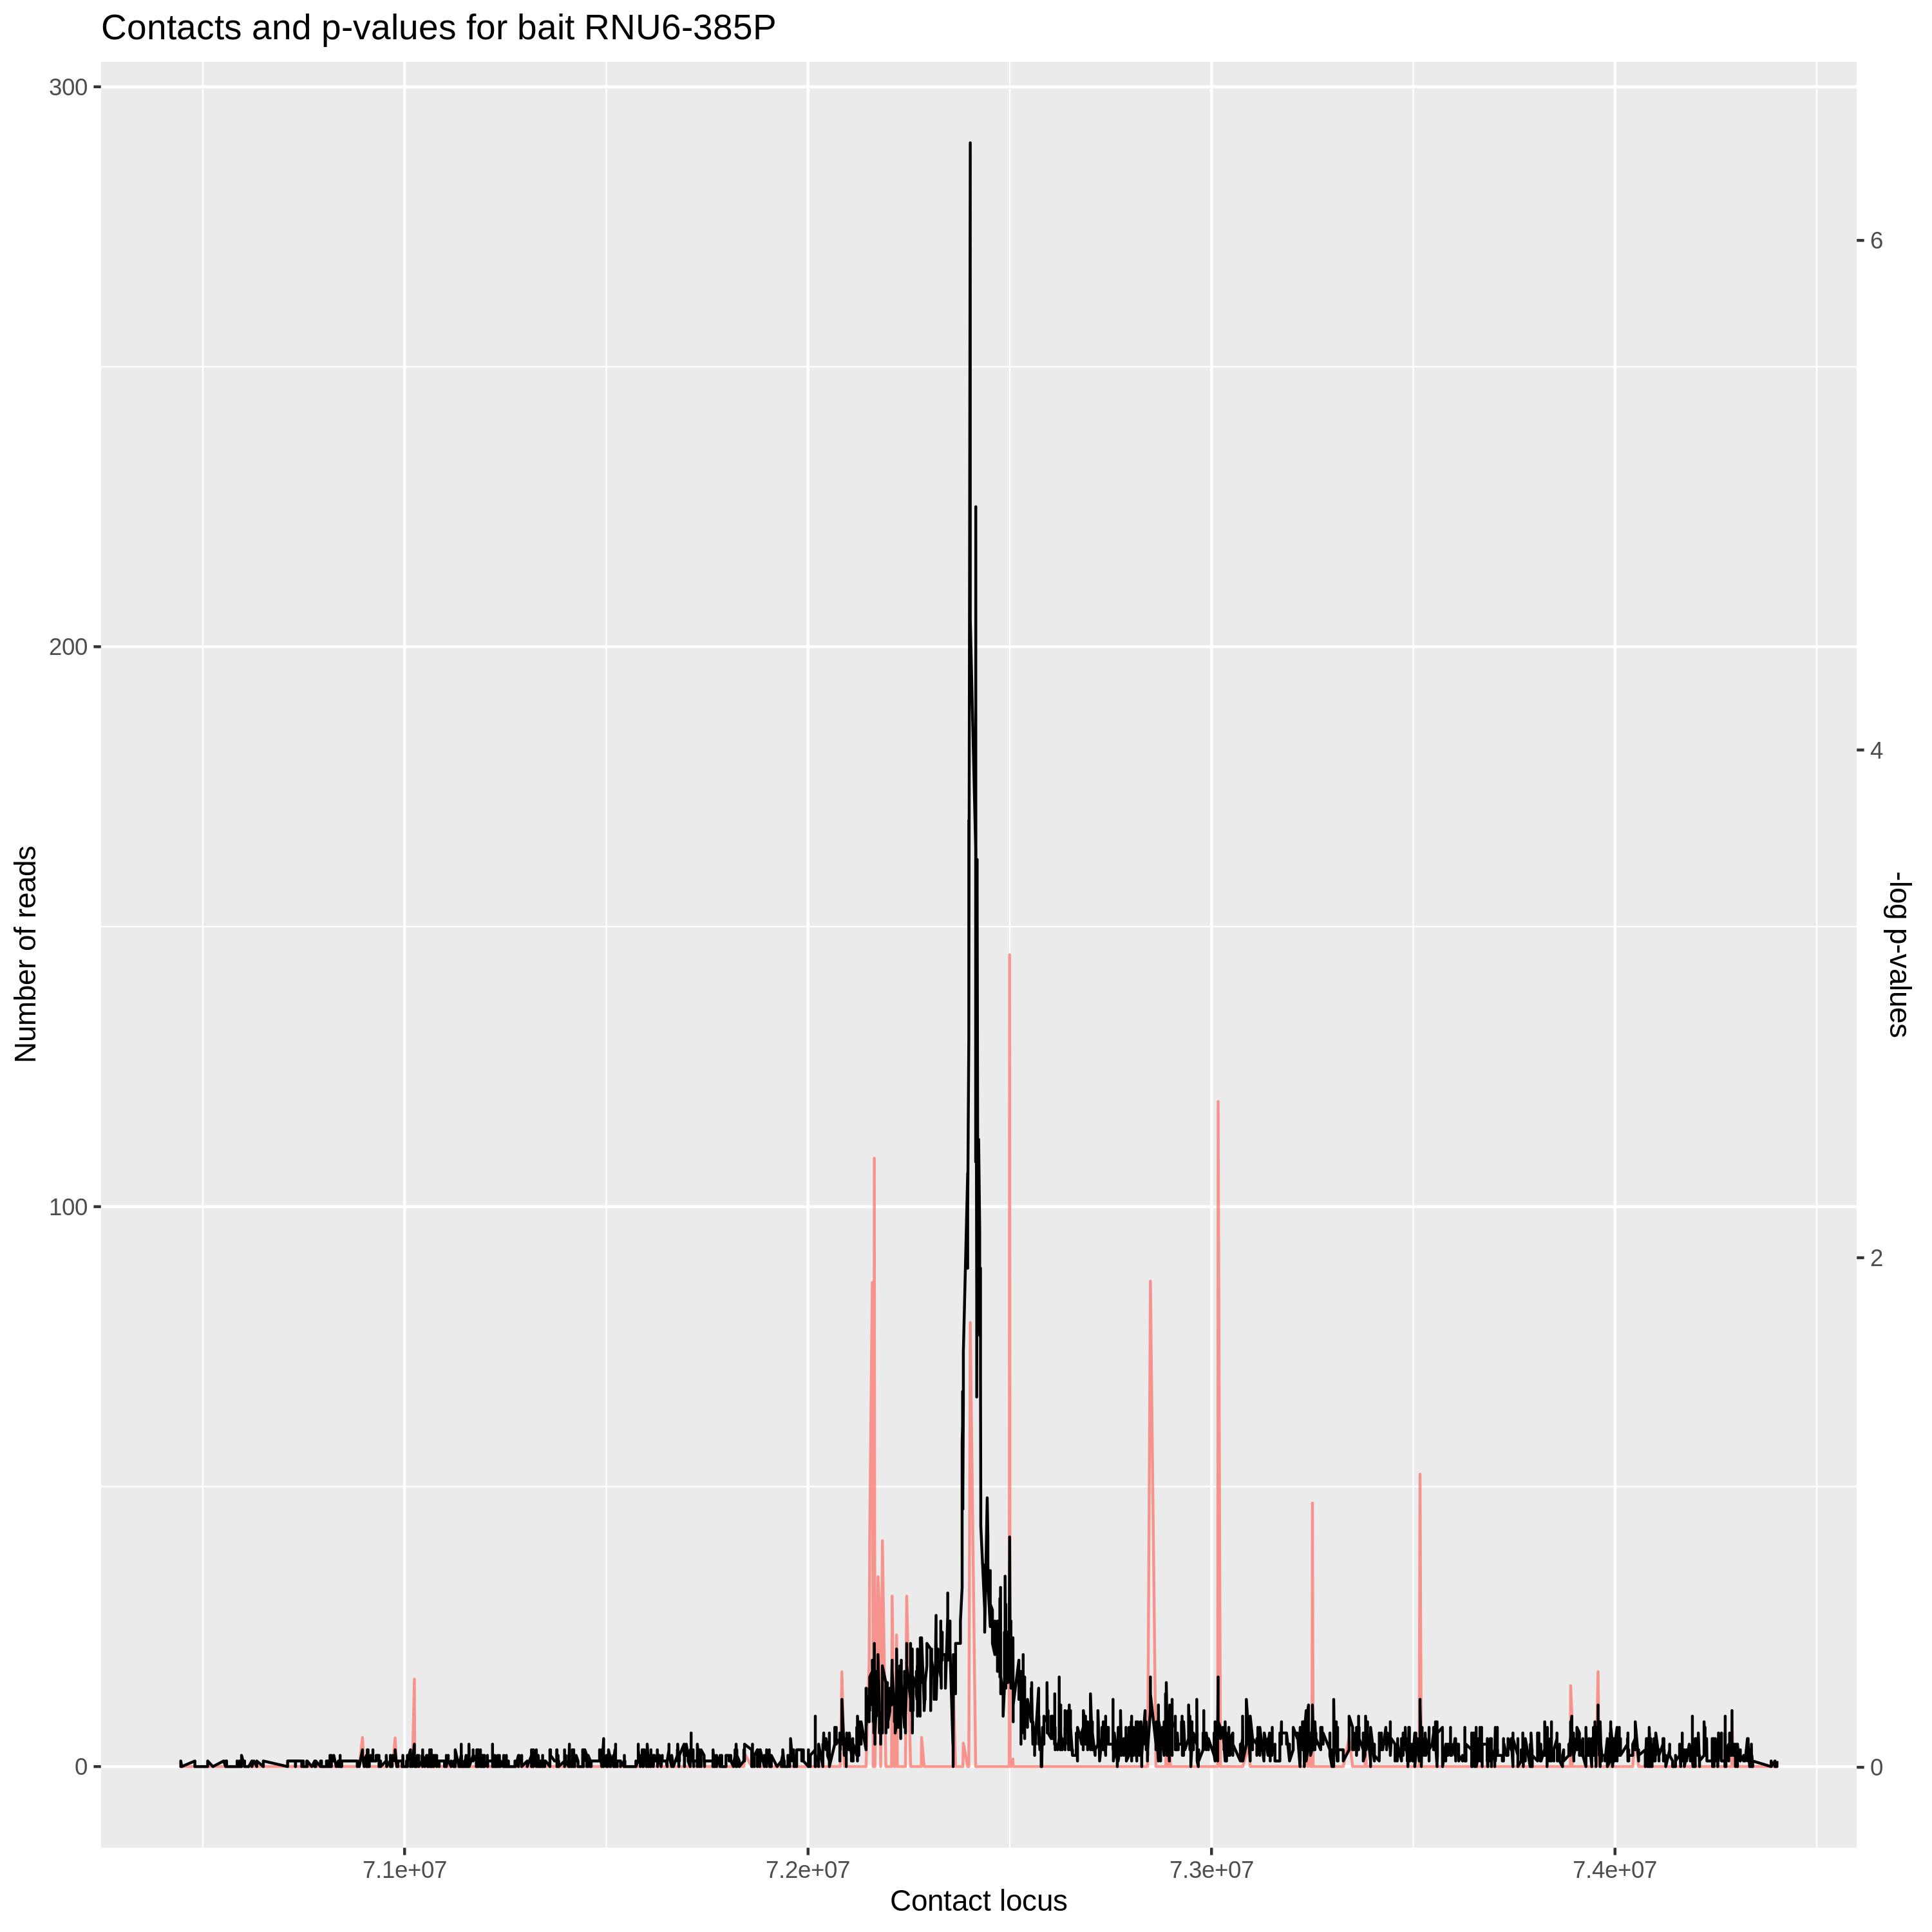 Contacts and p-values for bait RNU6-385P
300
200
100
0
Number of reads
6
4
2
0
-log p-values
7.1e+07
7.2e+07
7.3e+07
7.4e+07
Contact locus